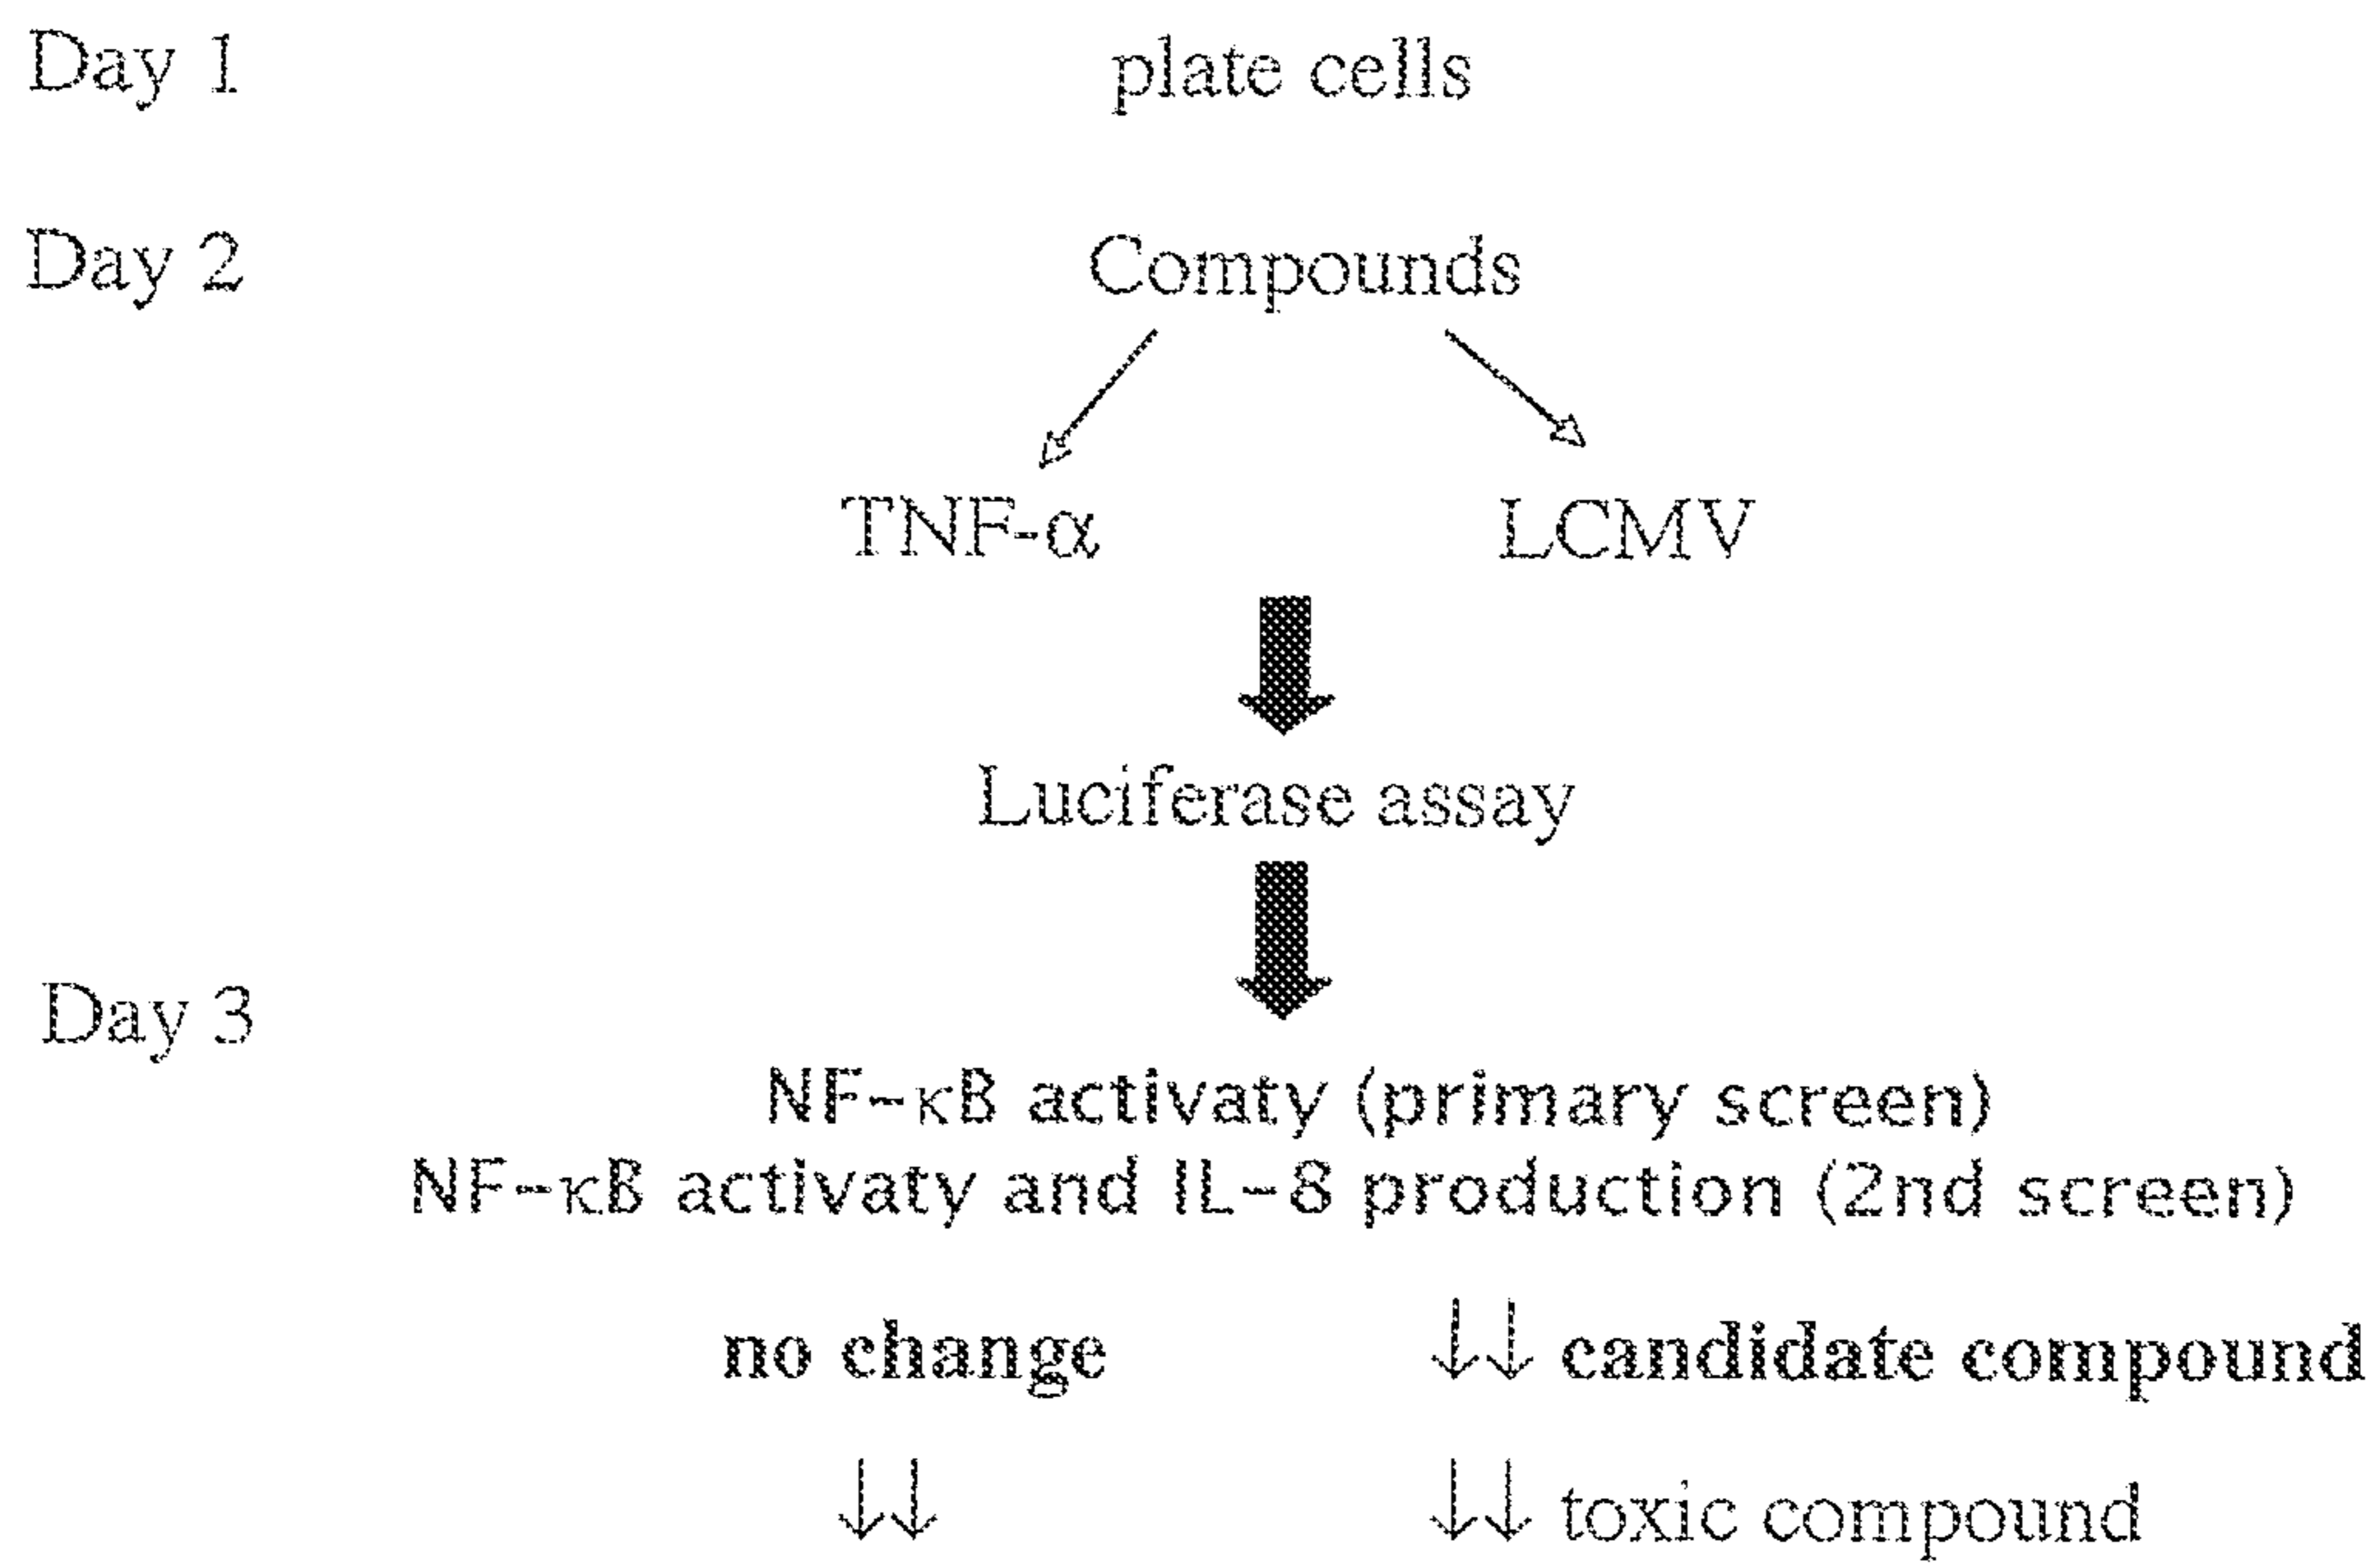 Day 1 plate cells
Day 2 Compounds
TNF-α LCMV
Luciferase assay
Day 3
NF-κB activaty (primary screen)
NF-κB activaty and IL-8 production (2nd screen)
no change ↓↓ candidate compound
↓↓ ↓↓ toxic compound